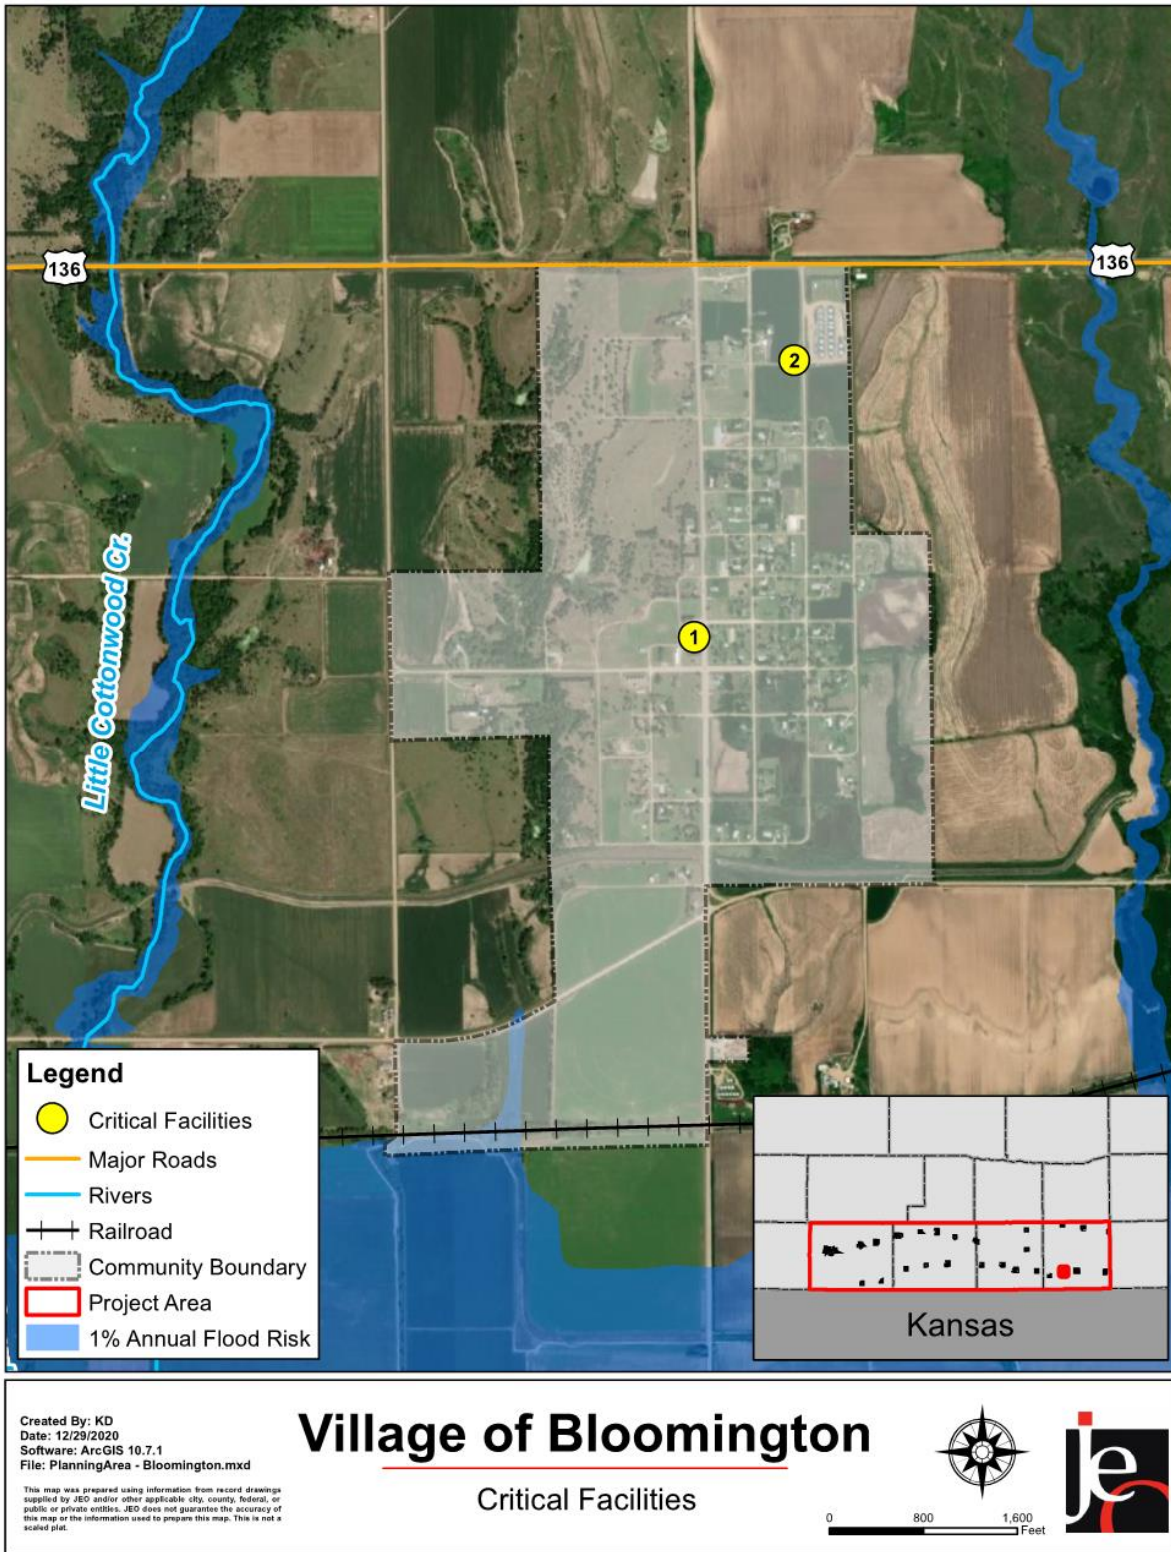 136
136
2
1
Little Cottonwood Cr.
Legend
Critical Facilities
Major Roads
Rivers
Railroad
Community Boundary
Project Area
1% Annual Flood Risk
Kansas
Created By: KD
Date: 12/29/2020
Software: ArcGIS 10.7.1
File: PlanningArea - Bloomington.mxd
This map was prepared using information from record drawings
supplied by JEO and/or other applicable city, county, federal, or
public or private entities. JEO does not guarantee the accuracy of
this map or the information used to prepare this map. This is not a
scaled plat.
Village of Bloomington
Critical Facilities
0 800 1,600
Feet
jeo